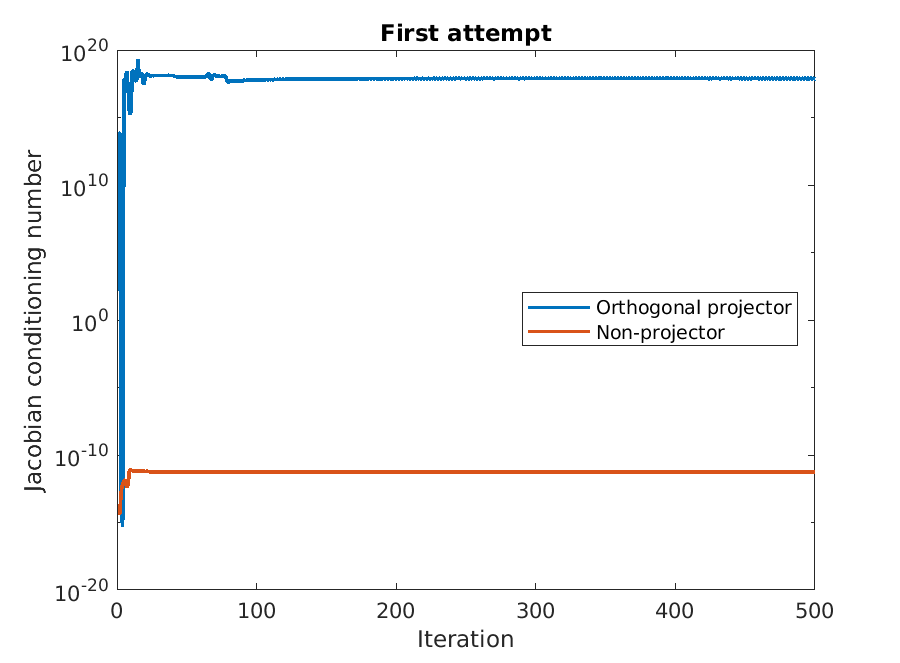 First attempt
Jacobian conditioning number
10^20
10^10
10^0
10^-10
10^-20
Orthogonal projector
Non-projector
0 100 200 300 400 500
Iteration